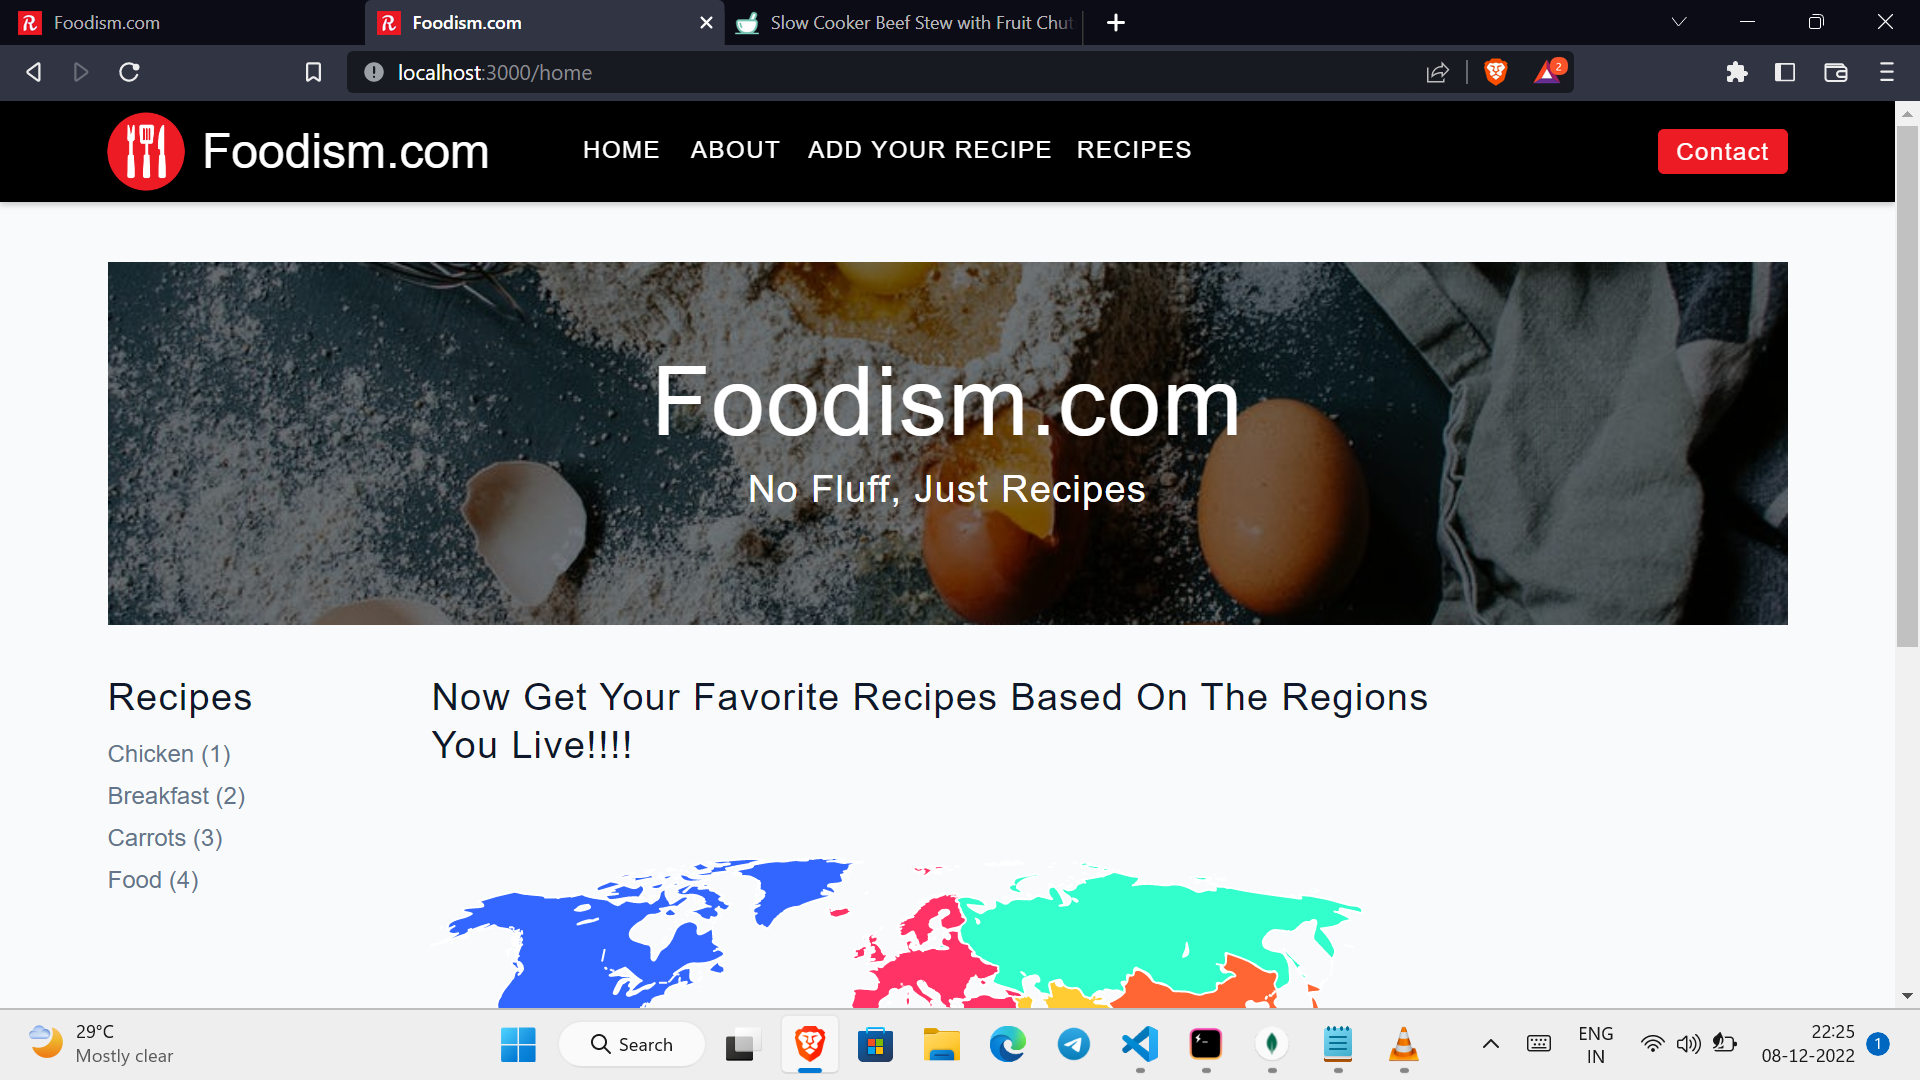 Foodism.com
Foodism.com
Slow Cooker Beef Stew with Fruit Chut
localhost:3000/home
2
Foodism.com
HOME
ABOUT
ADD YOUR RECIPE
RECIPES
Contact
Foodism.com
No Fluff, Just Recipes
Recipes
Chicken (1)
Breakfast (2)
Carrots (3)
Food (4)
Now Get Your Favorite Recipes Based On The Regions
You Live!!!!
29°C
Mostly clear
Search
ENG
IN
22:25
08-12-2022
1